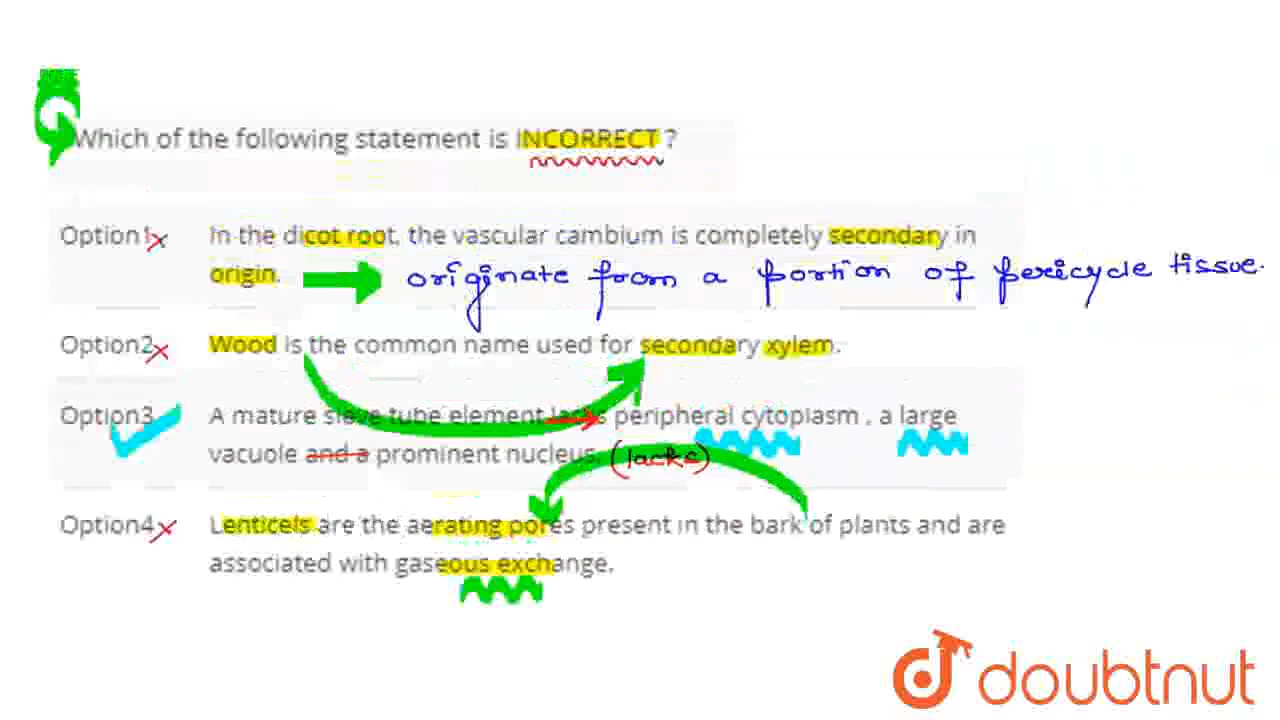 Which of the following statement is INCORRECT ?
Option1 In the dicot root, the vascular cambium is completely secondary in
origin. originate from a portion of pericycle tissue.
Option2 Wood is the common name used for secondary xylem.
Option3 A mature sieve tube element lacks peripheral cytoplasm , a large
vacuole and a prominent nucleus. (lacks)
Option4 Lenticels are the aerating pores present in the bark of plants and are
associated with gaseous exchange.
doubtnut